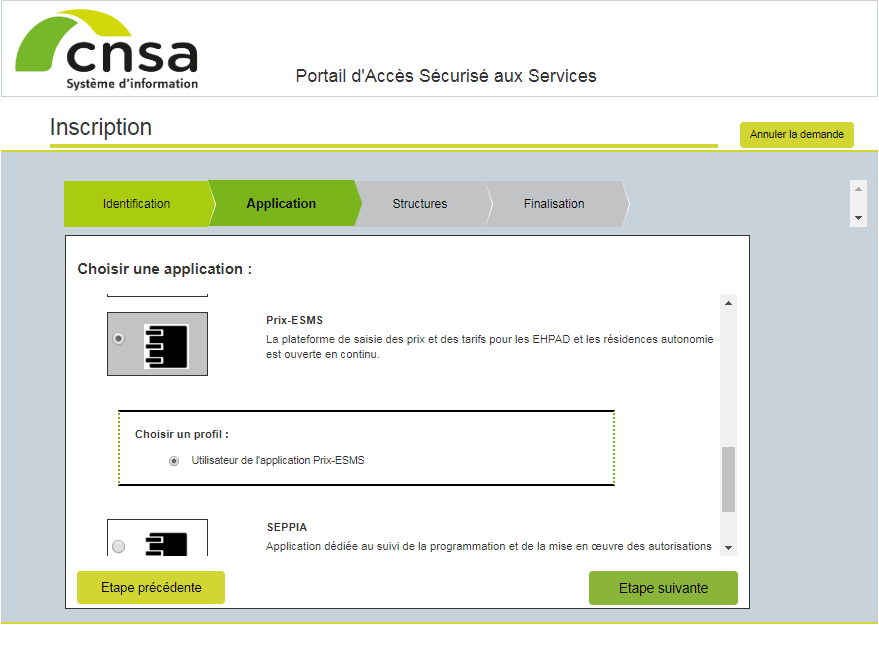 cnsa
Système d'information
Portail d'Accès Sécurisé aux Services
Inscription
Annuler la demande
Identification
Application
Structures
Finalisation
Choisir une application :
Prix-ESMS
La plateforme de saisie des prix et des tarifs pour les EHPAD et les résidences autonomie
est ouverte en continu.
Choisir un profil :
Utilisateur de l'application Prix-ESMS
SEPPIA
Application dédiée au suivi de la programmation et de la mise en œuvre des autorisations
Etape précédente
Etape suivante